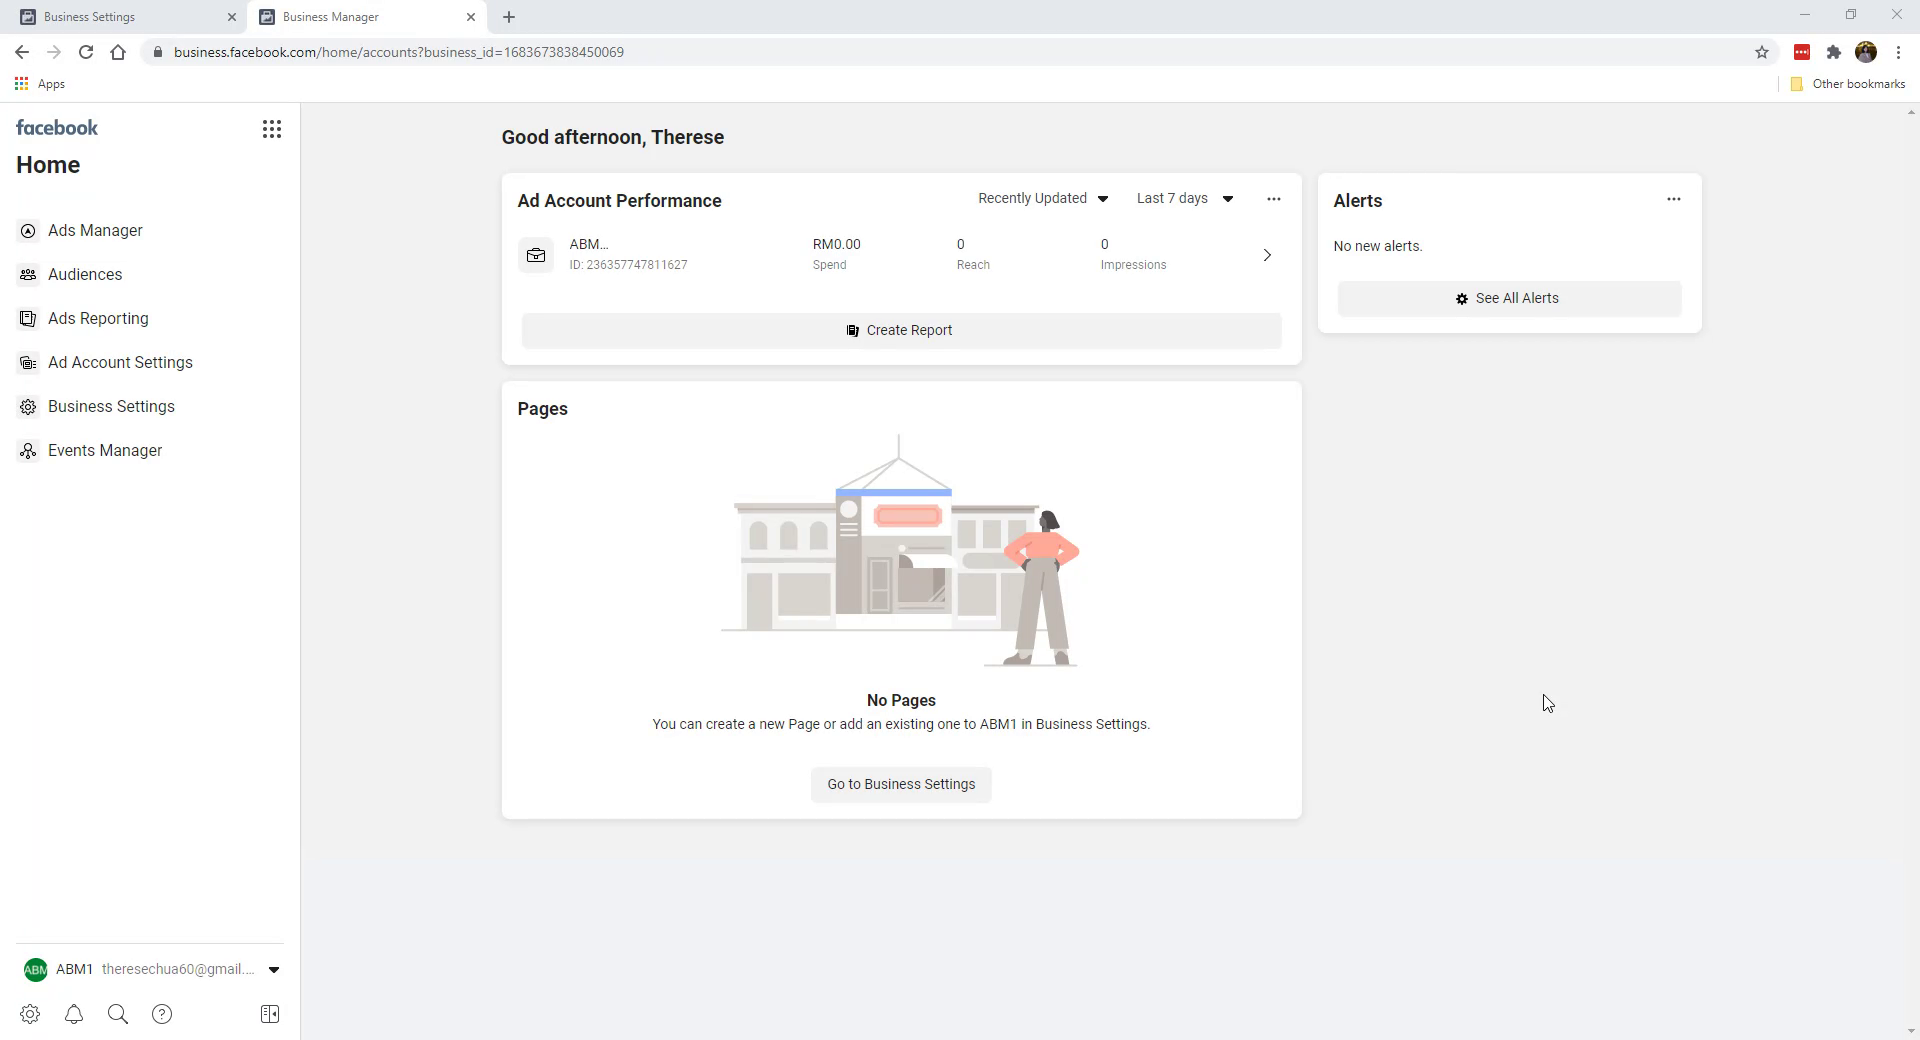 Business Settings
Business Manager
business.facebook.com/home/accounts?business_id=1683673838450069
Apps
Other bookmarks
facebook
Home
Ads Manager
Audiences
Ads Reporting
Ad Account Settings
Business Settings
Events Manager
Good afternoon, Therese
Ad Account Performance
Recently Updated
Last 7 days
ABM...
RM0.00
0
0
ID: 236357747811627
Spend
Reach
Impressions
Create Report
Alerts
No new alerts.
See All Alerts
Pages
No Pages
You can create a new Page or add an existing one to ABM1 in Business Settings.
Go to Business Settings
ABM
ABM1 theresechua60@gmail....